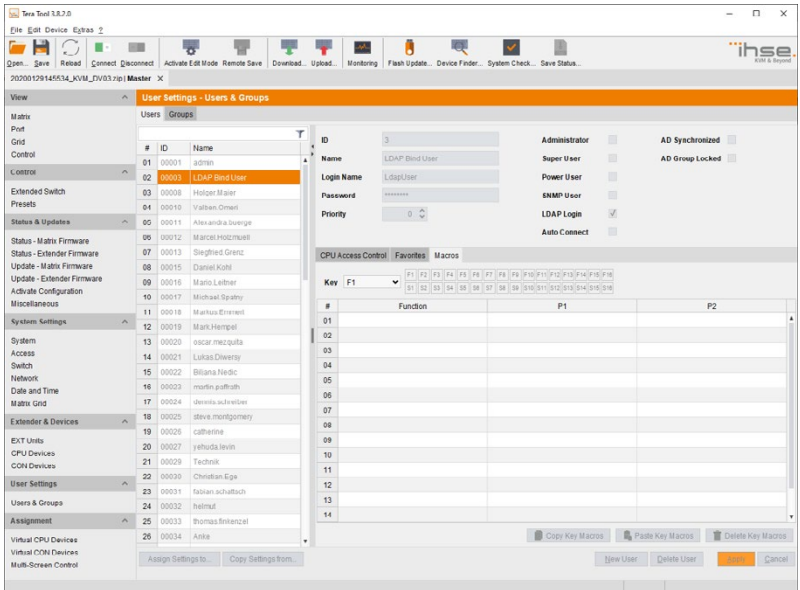 Tera Tool 3.8.2.0
File Edit Device Extras ?
Open... Save Reload Connect Disconnect Activate Edit Mode Remote Save Download... Upload... Monitoring Flash Update... Device Finder... System Check... Save Status...
ihse
KVM & Beyond
20200129145534_KVM_DV03.zip | Master
View
Matrix
Port
Grid
Control
Control
Extended Switch
Presets
Status & Updates
Status - Matrix Firmware
Status - Extender Firmware
Update - Matrix Firmware
Update - Extender Firmware
Activate Configuration
Miscellaneous
System Settings
System
Access
Switch
Network
Date and Time
Matrix Grid
Extender & Devices
EXT Units
CPU Devices
CON Devices
User Settings
Users & Groups
Assignment
Virtual CPU Devices
Virtual CON Devices
Multi-Screen Control
User Settings - Users & Groups
Users Groups
# ID Name
01 00001 admin
02 00003 LDAP Bind User
03 00008 Holger.Maier
04 00010
05 00011
06 00012 Marcel.Holzmuell
07 00013 Siegfried.Grenz
08 00015 Daniel.Kohl
09 00016 Mario.Leitner
10 00017 Michael.Spatny
11 00018
12 00019 Mark.Hempel
13 00020 oscar.mezquita
14 00021 Lukas.Diwersy
15 00022 Biliana.Nedic
16 00023 martin.paffrath
17 00024 dennis.schreiber
18 00025 steve.montgomery
19 00026 catherine
20 00027 yehuda.levin
21 00029 Technik
22 00030 Christian.Ege
23 00031 fabian.schattsch
24 00032 helmut
25 00033 thomas.finkenzel
26 00034 Anke
Assign Settings to... Copy Settings from...
ID 3
Name LDAP Bind User
Login Name LdapUser
Password ********
Priority 0
Administrator
Super User
Power User
SNMP User
LDAP Login
Auto Connect
AD Synchronized
AD Group Locked
CPU Access Control Favorites Macros
Key F1
F1 F2 F3 F4 F5 F6 F7 F8 F9 F10 F11 F12 F13 F14 F15 F16
S1 S2 S3 S4 S5 S6 S7 S8 S9 S10 S11 S12 S13 S14 S15 S16
# Function P1 P2
01
02
03
04
05
06
07
08
09
10
11
12
13
14
Copy Key Macros Paste Key Macros Delete Key Macros
New User Delete User Apply Cancel